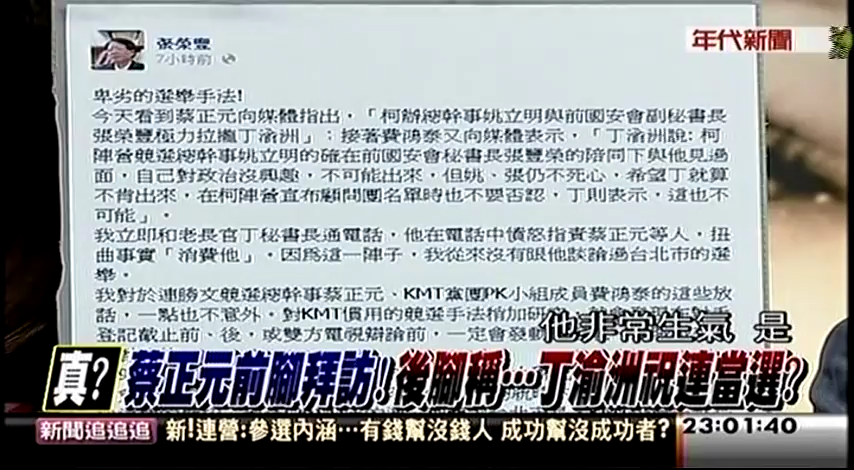 張榮豐
年代新聞
7小時前
卑劣的選舉手法!
今天看到蔡正元向媒體指出，「柯辦總幹事姚立明與前國安會副秘書長
張榮豐極力拉攏丁渝洲」；接著費鴻泰又向媒體表示，「丁渝洲說:柯
陣營競選總幹事姚立明的確在前國安會秘書長張豐榮的陪同下與他見過
面，自己對政治沒興趣，不可能出來，但姚、張仍不死心，希望丁就算
不肯出來，在柯陣營宣布顧問團名單時也不要否認，丁則表示，這也不
可能」。
我立即和老長官丁秘書長通電話，他在電話中憤怒指責蔡正元等人，扭
曲事實「消費他」，因為這一陣子，我從來沒有跟他談論過台北市的選
舉。
我對於連勝文競選總幹事蔡正元、KMT黨團PK小組成員費鴻泰的這些放
話，一點也不意外。對KMT慣用的競選手法稍加研
登記截止前、後，或雙方電視辯論前，一定會發動
他非常生氣 是
真?
蔡正元前腳拜訪!後腳稱…丁渝洲祝連當選?
新聞追追追
新!連營:參選內涵…有錢幫沒錢人 成功幫沒成功者?
23:01:40